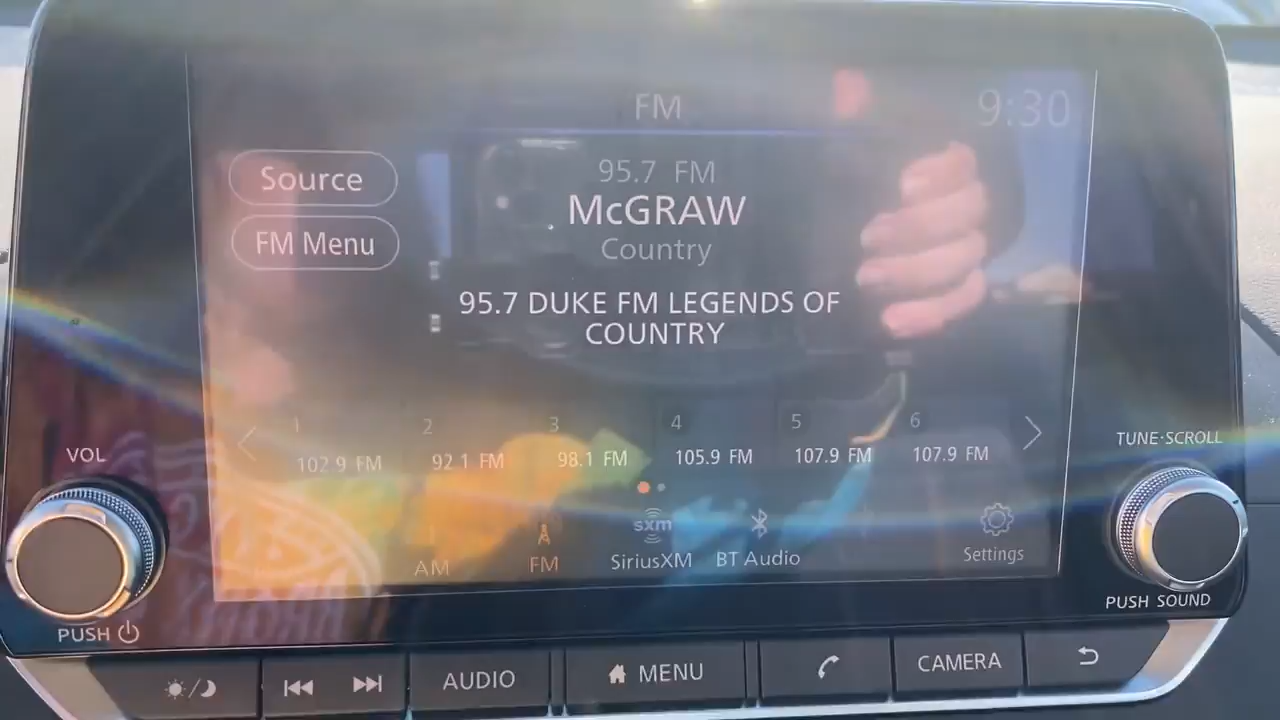 FM
9:30
95.7 FM
Source
McGRAW
FM Menu
Country
95.7 DUKE FM LEGENDS OF
COUNTRY
1 2 3 4 5 6
102.9 FM 92.1 FM 98.1 FM 105.9 FM 107.9 FM 107.9 FM
VOL
TUNE·SCROLL
sxm
AM FM SiriusXM BT Audio Settings
PUSH
PUSH SOUND
AUDIO
MENU
CAMERA